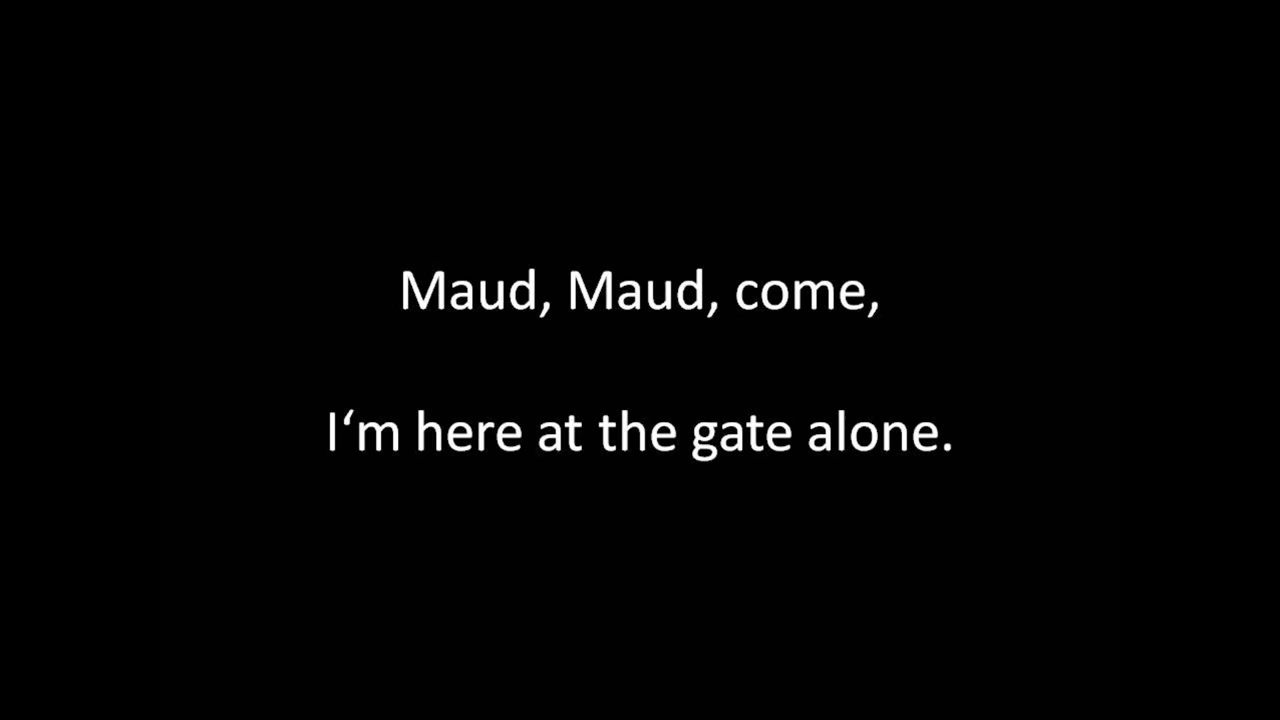 Maud, Maud, come,
I‘m here at the gate alone.